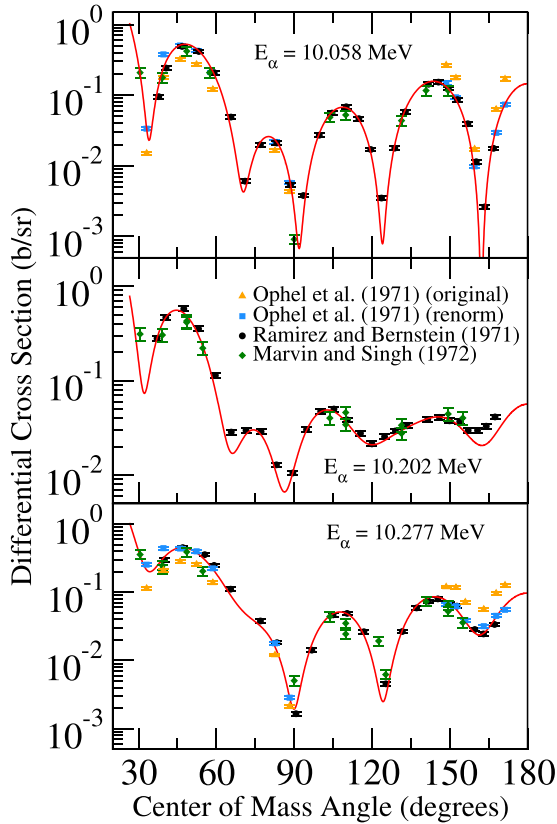 10^0
E_α = 10.058 MeV
10^-1
10^-2
10^-3
10^0
Ophel et al. (1971) (original)
Ophel et al. (1971) (renorm)
Ramirez and Bernstein (1971)
Marvin and Singh (1972)
10^-1
10^-2
E_α = 10.202 MeV
10^0
E_α = 10.277 MeV
10^-1
10^-2
10^-3
Differential Cross Section (b/sr)
30 60 90 120 150 180
Center of Mass Angle (degrees)